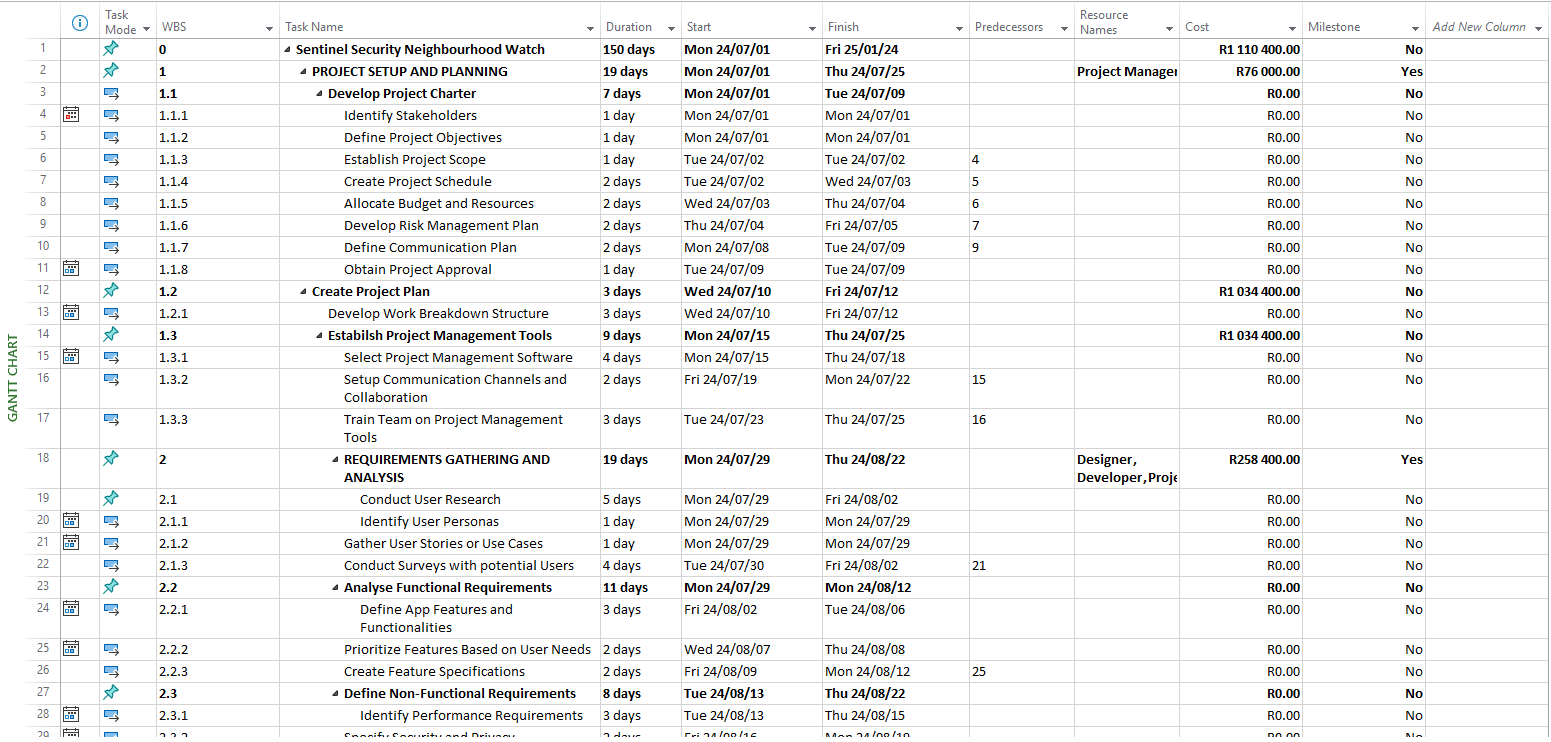 Task Mode WBS Task Name Duration Start Finish Predecessors Resource Names Cost Milestone Add New Column
1 0 Sentinel Security Neighbourhood Watch 150 days Mon 24/07/01 Fri 25/01/24 R1 110 400.00 No
2 1 PROJECT SETUP AND PLANNING 19 days Mon 24/07/01 Thu 24/07/25 Project Manager R76 000.00 Yes
3 1.1 Develop Project Charter 7 days Mon 24/07/01 Tue 24/07/09 R0.00 No
4 1.1.1 Identify Stakeholders 1 day Mon 24/07/01 Mon 24/07/01 R0.00 No
5 1.1.2 Define Project Objectives 1 day Mon 24/07/01 Mon 24/07/01 R0.00 No
6 1.1.3 Establish Project Scope 1 day Tue 24/07/02 Tue 24/07/02 4 R0.00 No
7 1.1.4 Create Project Schedule 2 days Tue 24/07/02 Wed 24/07/03 5 R0.00 No
8 1.1.5 Allocate Budget and Resources 2 days Wed 24/07/03 Thu 24/07/04 6 R0.00 No
9 1.1.6 Develop Risk Management Plan 2 days Thu 24/07/04 Fri 24/07/05 7 R0.00 No
10 1.1.7 Define Communication Plan 2 days Mon 24/07/08 Tue 24/07/09 9 R0.00 No
11 1.1.8 Obtain Project Approval 1 day Tue 24/07/09 Tue 24/07/09 R0.00 No
12 1.2 Create Project Plan 3 days Wed 24/07/10 Fri 24/07/12 R1 034 400.00 No
13 1.2.1 Develop Work Breakdown Structure 3 days Wed 24/07/10 Fri 24/07/12 R0.00 No
14 1.3 Estabilsh Project Management Tools 9 days Mon 24/07/15 Thu 24/07/25 R1 034 400.00 No
15 1.3.1 Select Project Management Software 4 days Mon 24/07/15 Thu 24/07/18 R0.00 No
16 1.3.2 Setup Communication Channels and 2 days Fri 24/07/19 Mon 24/07/22 15 R0.00 No
Collaboration
17 1.3.3 Train Team on Project Management 3 days Tue 24/07/23 Thu 24/07/25 16 R0.00 No
Tools
18 2 REQUIREMENTS GATHERING AND 19 days Mon 24/07/29 Thu 24/08/22 Designer, R258 400.00 Yes
ANALYSIS Developer,Proje
19 2.1 Conduct User Research 5 days Mon 24/07/29 Fri 24/08/02 R0.00 No
20 2.1.1 Identify User Personas 1 day Mon 24/07/29 Mon 24/07/29 R0.00 No
21 2.1.2 Gather User Stories or Use Cases 1 day Mon 24/07/29 Mon 24/07/29 R0.00 No
22 2.1.3 Conduct Surveys with potential Users 4 days Tue 24/07/30 Fri 24/08/02 21 R0.00 No
23 2.2 Analyse Functional Requirements 11 days Mon 24/07/29 Mon 24/08/12 R0.00 No
24 2.2.1 Define App Features and 3 days Fri 24/08/02 Tue 24/08/06 R0.00 No
Functionalities
25 2.2.2 Prioritize Features Based on User Needs 2 days Wed 24/08/07 Thu 24/08/08 R0.00 No
26 2.2.3 Create Feature Specifications 2 days Fri 24/08/09 Mon 24/08/12 25 R0.00 No
27 2.3 Define Non-Functional Requirements 8 days Tue 24/08/13 Thu 24/08/22 R0.00 No
28 2.3.1 Identify Performance Requirements 3 days Tue 24/08/13 Thu 24/08/15 R0.00 No
29 2.3.2 Specify Security and Privacy 2 days Fri 24/08/16 Mon 24/08/19 R0.00 No
GANTT CHART